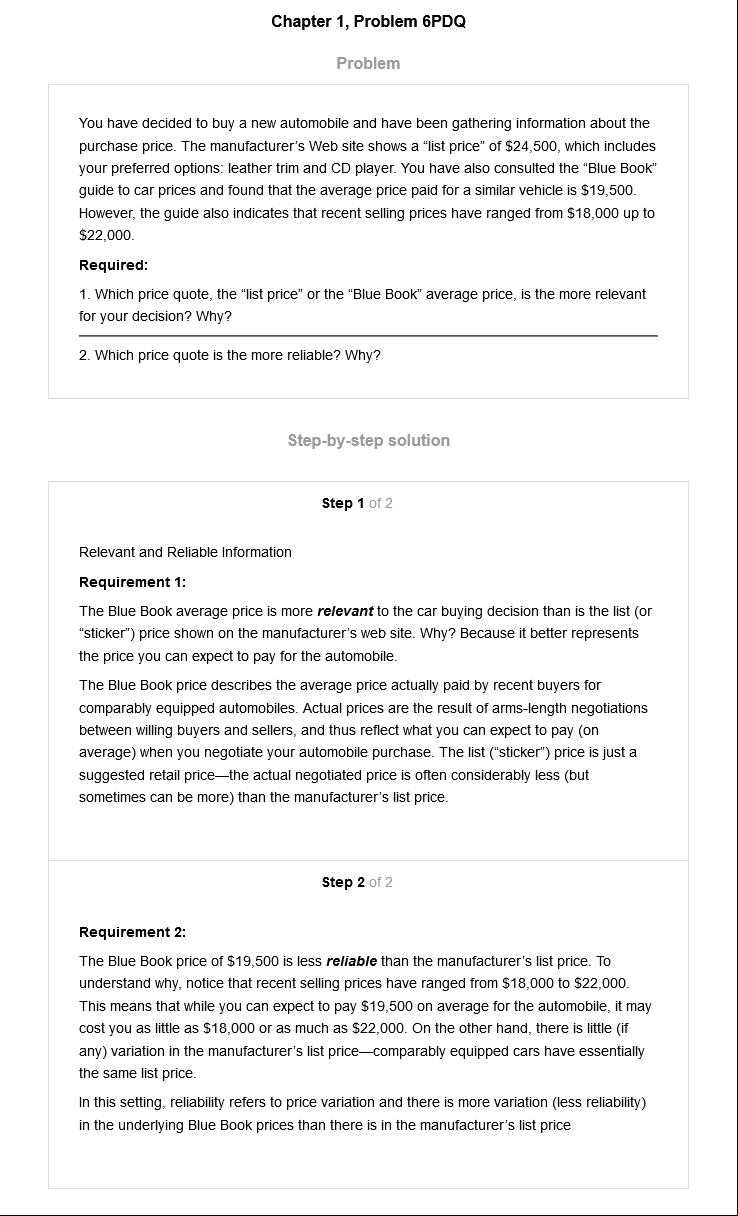 Chapter 1, Problem 6PDQ
Problem
You have decided to buy a new automobile and have been gathering information about the
purchase price. The manufacturer's Web site shows a “list price” of $24,500, which includes
your preferred options: leather trim and CD player. You have also consulted the “Blue Book”
guide to car prices and found that the average price paid for a similar vehicle is $19,500.
However, the guide also indicates that recent selling prices have ranged from $18,000 up to
$22,000.
Required:
1. Which price quote, the “list price” or the “Blue Book” average price, is the more relevant
for your decision? Why?
2. Which price quote is the more reliable? Why?
Step-by-step solution
Step 1 of 2
Relevant and Reliable Information
Requirement 1:
The Blue Book average price is more relevant to the car buying decision than is the list (or
“sticker”) price shown on the manufacturer's web site. Why? Because it better represents
the price you can expect to pay for the automobile.
The Blue Book price describes the average price actually paid by recent buyers for
comparably equipped automobiles. Actual prices are the result of arms-length negotiations
between willing buyers and sellers, and thus reflect what you can expect to pay (on
average) when you negotiate your automobile purchase. The list (“sticker”) price is just a
suggested retail price—the actual negotiated price is often considerably less (but
sometimes can be more) than the manufacturer's list price.
Step 2 of 2
Requirement 2:
The Blue Book price of $19,500 is less reliable than the manufacturer's list price. To
understand why, notice that recent selling prices have ranged from $18,000 to $22,000.
This means that while you can expect to pay $19,500 on average for the automobile, it may
cost you as little as $18,000 or as much as $22,000. On the other hand, there is little (if
any) variation in the manufacturer's list price—comparably equipped cars have essentially
the same list price.
In this setting, reliability refers to price variation and there is more variation (less reliability)
in the underlying Blue Book prices than there is in the manufacturer's list price